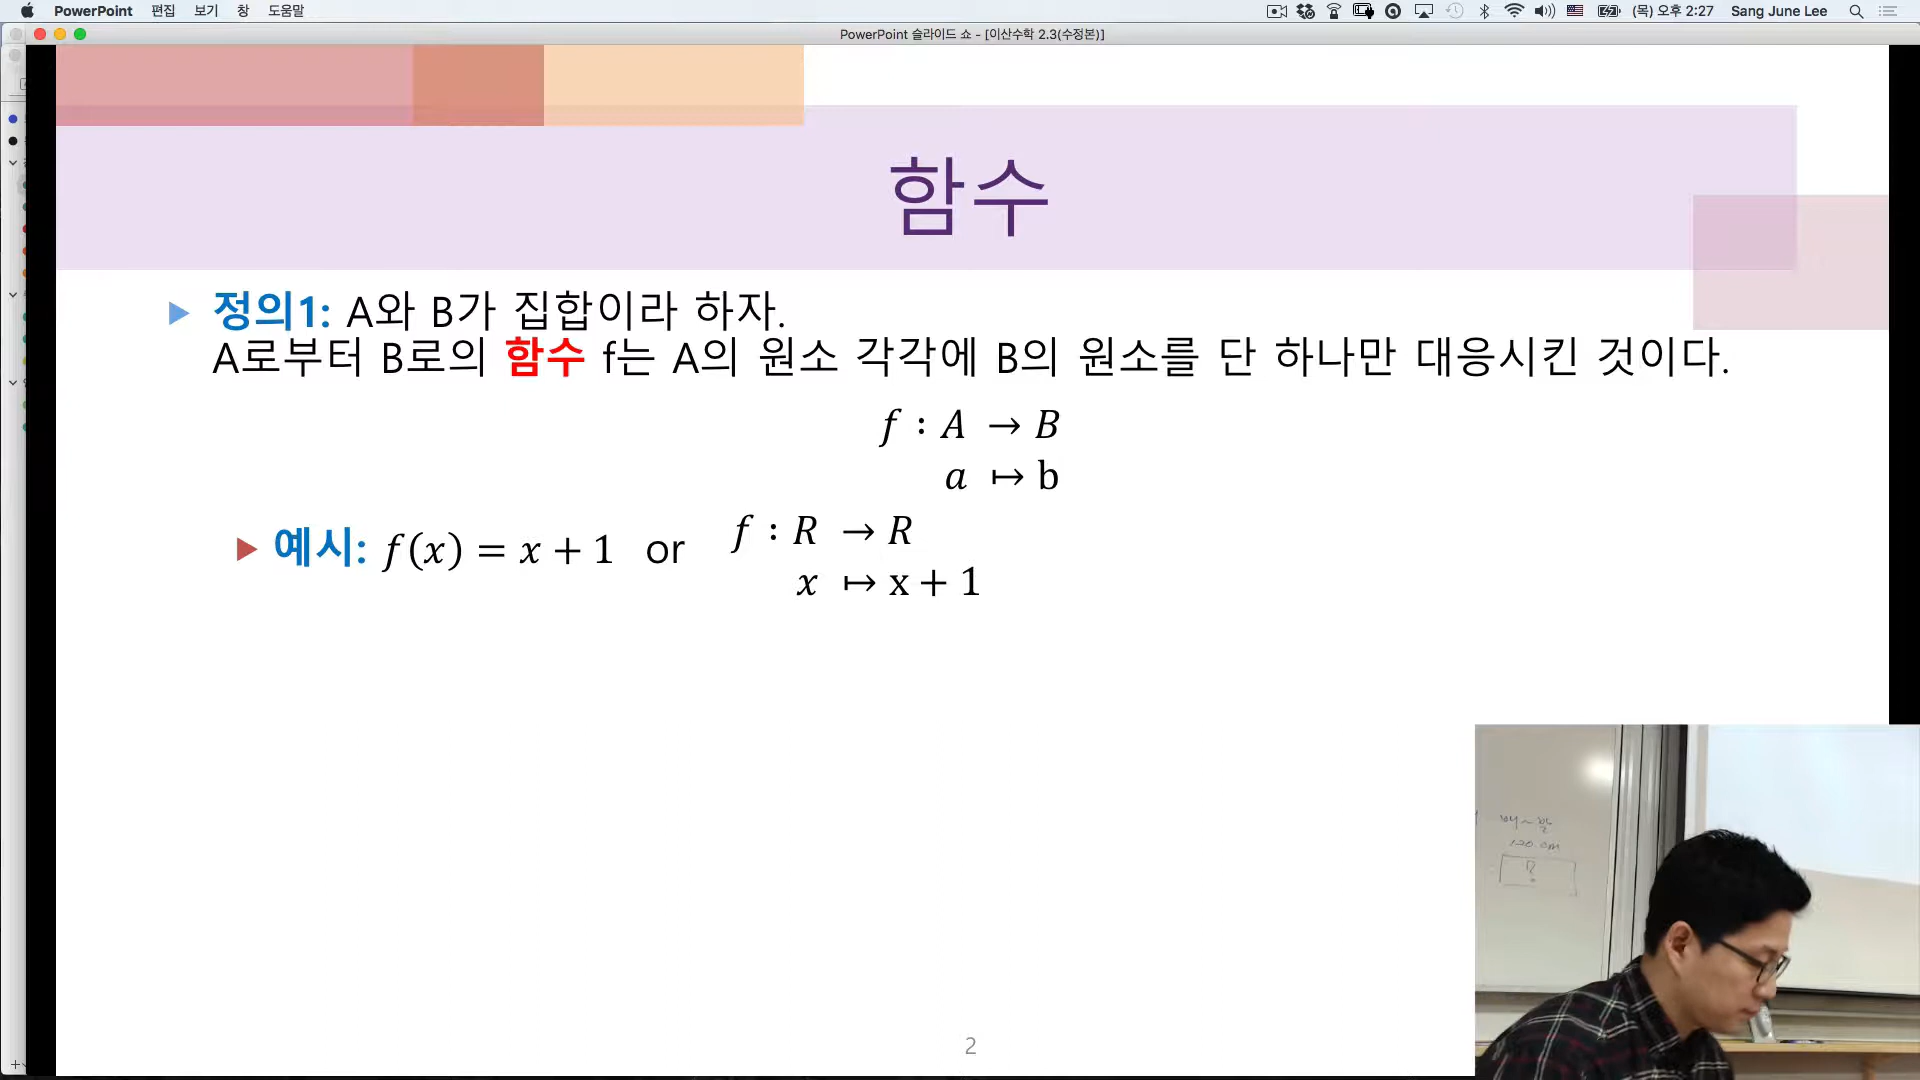 PowerPoint 편집 보기 창 도움말 (목) 오후 2:27 Sang June Lee
PowerPoint 슬라이드 쇼 - [이산수학 2.3(수정본)]
함수
정의1: A와 B가 집합이라 하자.
A로부터 B로의 함수 f는 A의 원소 각각에 B의 원소를 단 하나만 대응시킨 것이다.
f : A → B
a ↦ b
예시: f(x) = x + 1 or f : R → R
x ↦ x + 1
2